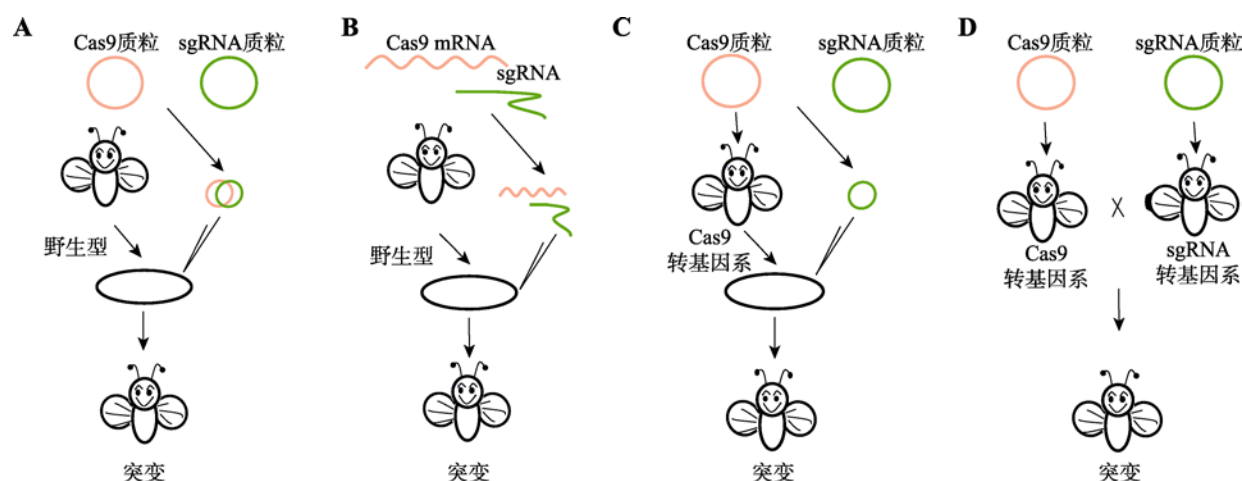 A
Cas9质粒 sgRNA质粒
野生型
突变
B
Cas9 mRNA
sgRNA
野生型
突变
C
Cas9质粒 sgRNA质粒
Cas9
转基因系
突变
D
Cas9质粒 sgRNA质粒
X
Cas9
转基因系
sgRNA
转基因系
突变